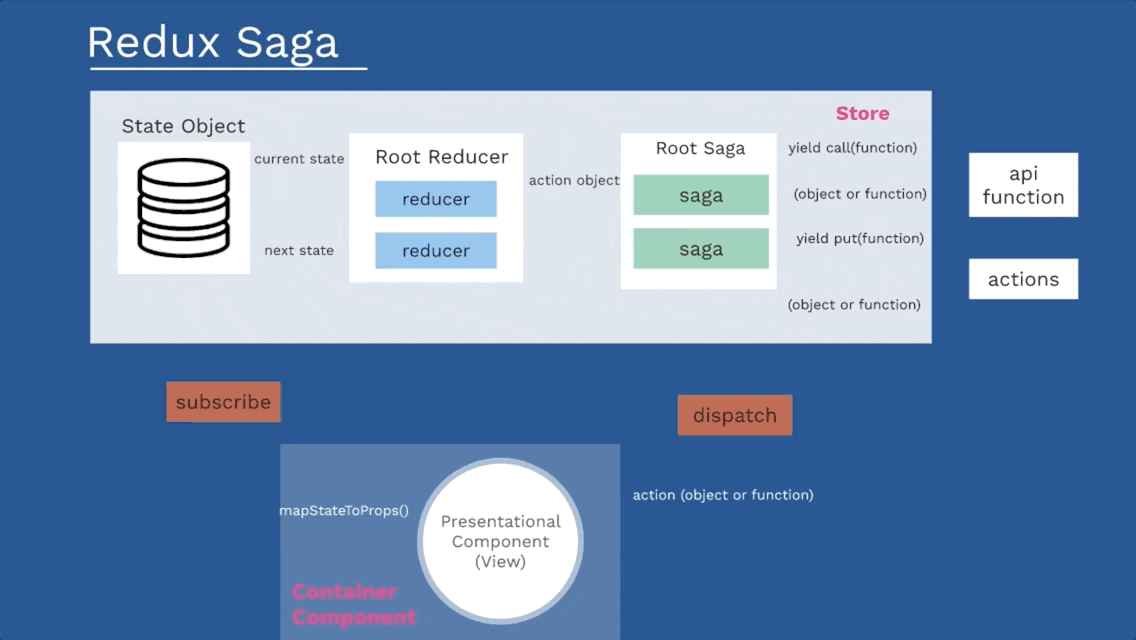 Redux Saga
Store
State Object
current state
next state
Root Reducer
reducer
reducer
action object
Root Saga
saga
saga
yield call(function)
(object or function)
yield put(function)
(object or function)
api
function
actions
subscribe
dispatch
action (object or function)
mapStateToProps()
Presentational
Component
(View)
Container
Component